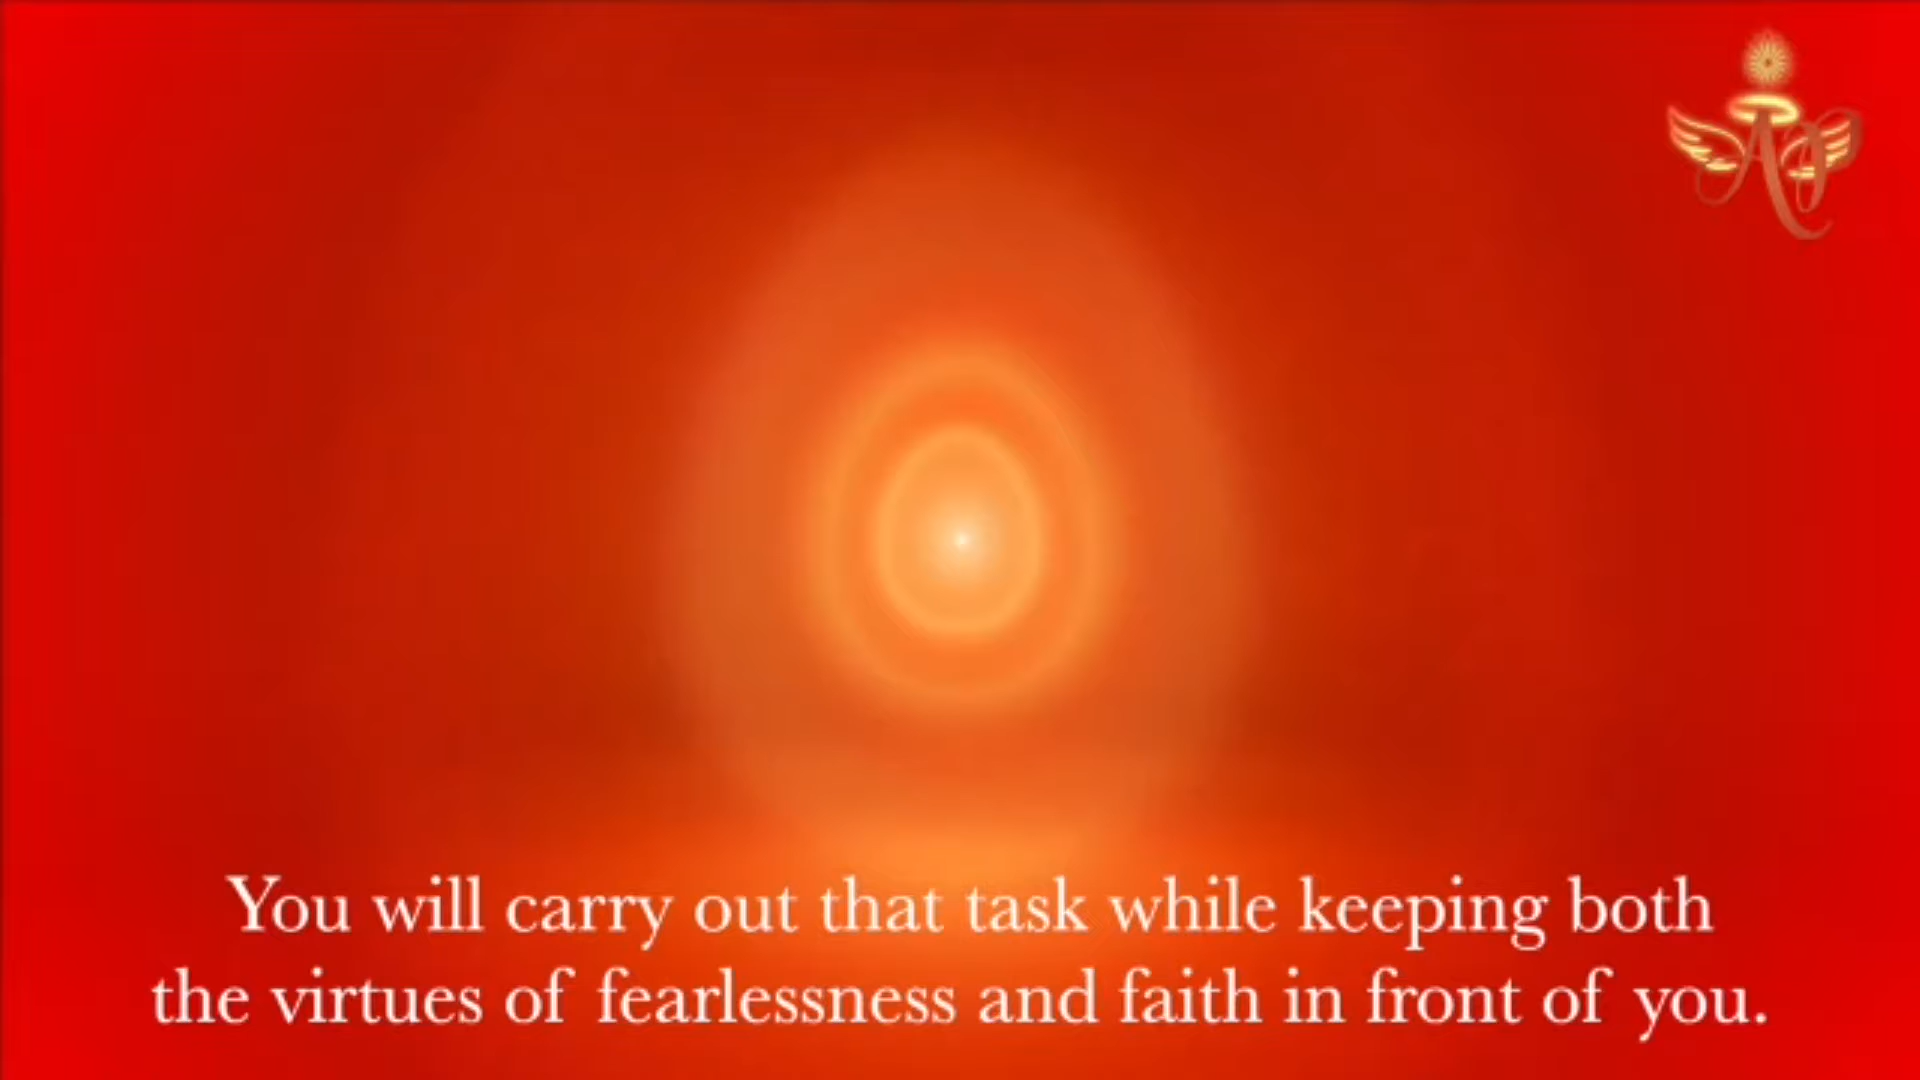 AP
You will carry out that task while keeping both
the virtues of fearlessness and faith in front of you.